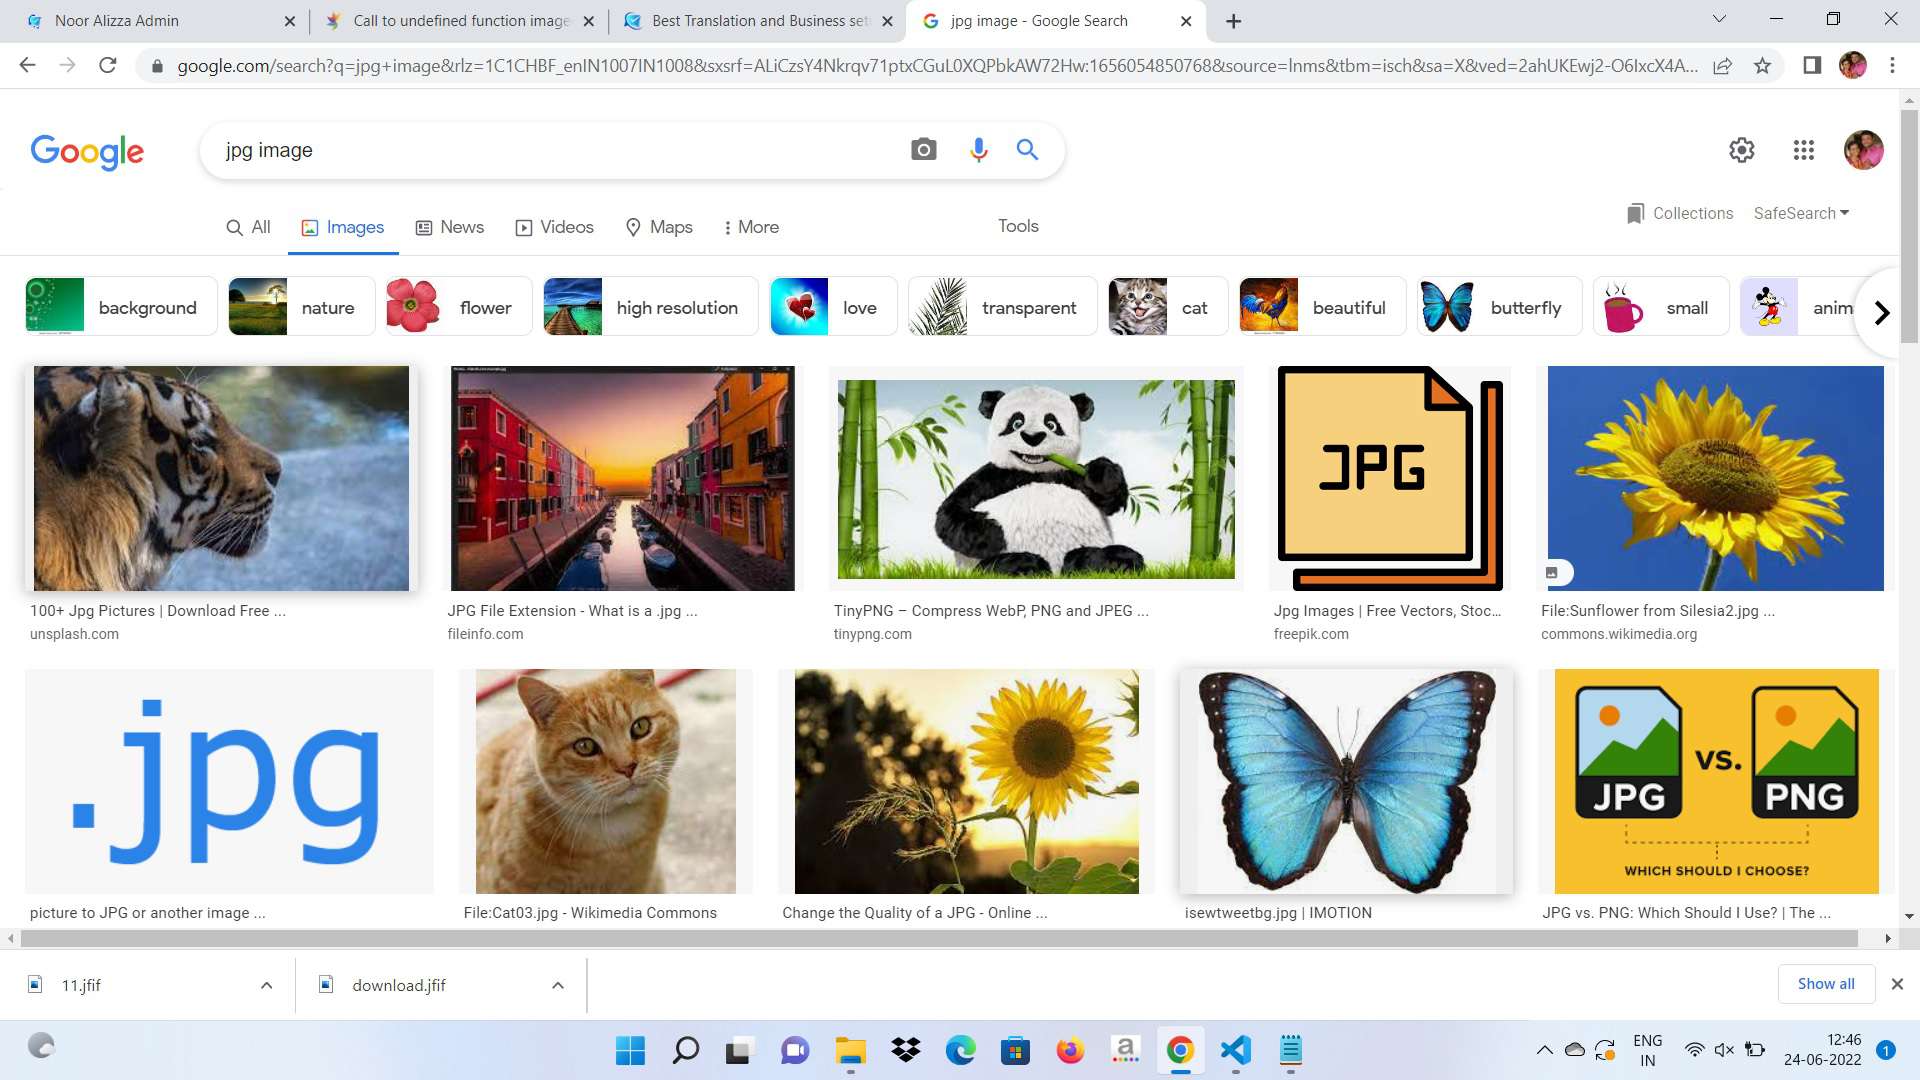 Noor Alizza Admin
Call to undefined function image
Best Translation and Business set
jpg image - Google Search
google.com/search?q=jpg+image&rlz=1C1CHBF_enIN1007IN1008&sxsrf=ALiCzsY4Nkrqv71ptxCGuL0XQPbkAW72Hw:1656054850768&source=lnms&tbm=isch&sa=X&ved=2ahUKEwj2-O6IxcX4A...
Google
jpg image
All
Images
News
Videos
Maps
More
Tools
Collections
SafeSearch
background
nature
flower
high resolution
love
transparent
cat
beautiful
butterfly
small
anim
JPG
100+ Jpg Pictures | Download Free ...
unsplash.com
JPG File Extension - What is a .jpg ...
fileinfo.com
TinyPNG – Compress WebP, PNG and JPEG ...
tinypng.com
Jpg Images | Free Vectors, Stoc...
freepik.com
File:Sunflower from Silesia2.jpg ...
commons.wikimedia.org
.jpg
JPG
VS.
PNG
WHICH SHOULD I CHOOSE?
picture to JPG or another image ...
File:Cat03.jpg - Wikimedia Commons
Change the Quality of a JPG - Online ...
isewtweetbg.jpg | IMOTION
JPG vs. PNG: Which Should I Use? | The ...
11.jfif
download.jfif
Show all
a
ENG
IN
12:46
24-06-2022
1